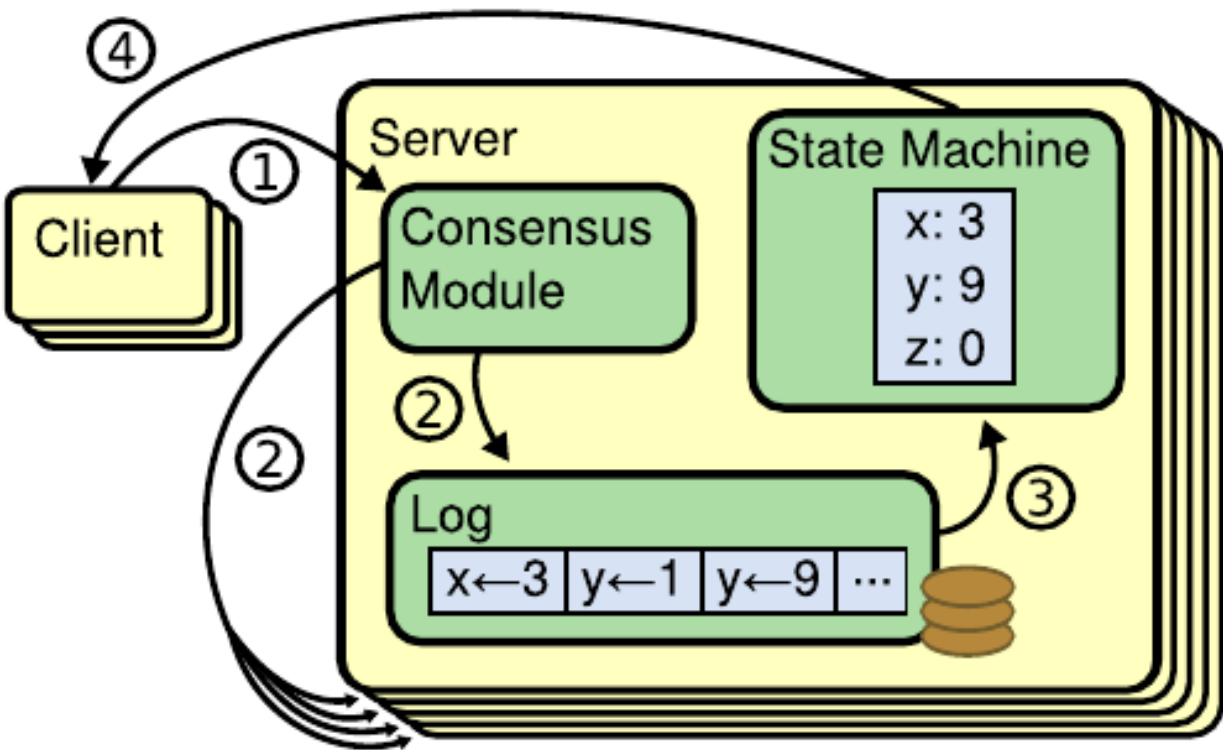 ④
①
Client
Server
Consensus
Module
State Machine
x: 3
y: 9
z: 0
②
②
③
Log
x←3 y←1 y←9 ...